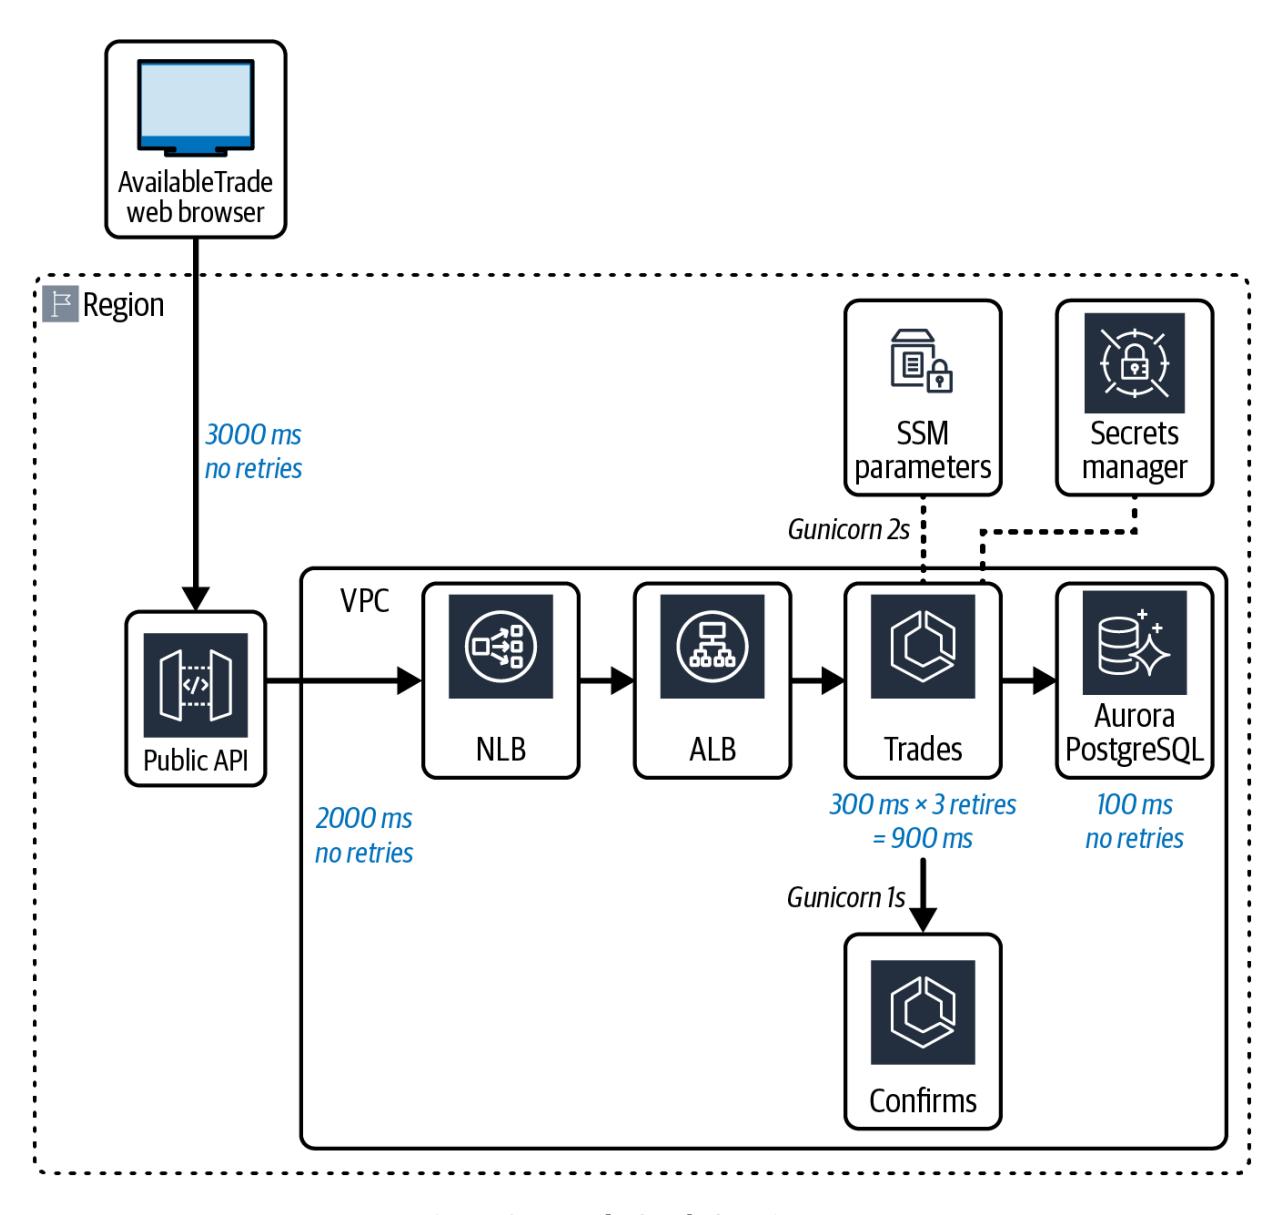 AvailableTrade
web browser
Region
3000 ms
no retries
SSM
parameters
Secrets
manager
Gunicorn 2s
VPC
Public API
NLB
ALB
Trades
Aurora
PostgreSQL
2000 ms
no retries
300 ms × 3 retires
= 900 ms
100 ms
no retries
Gunicorn 1s
Confirms